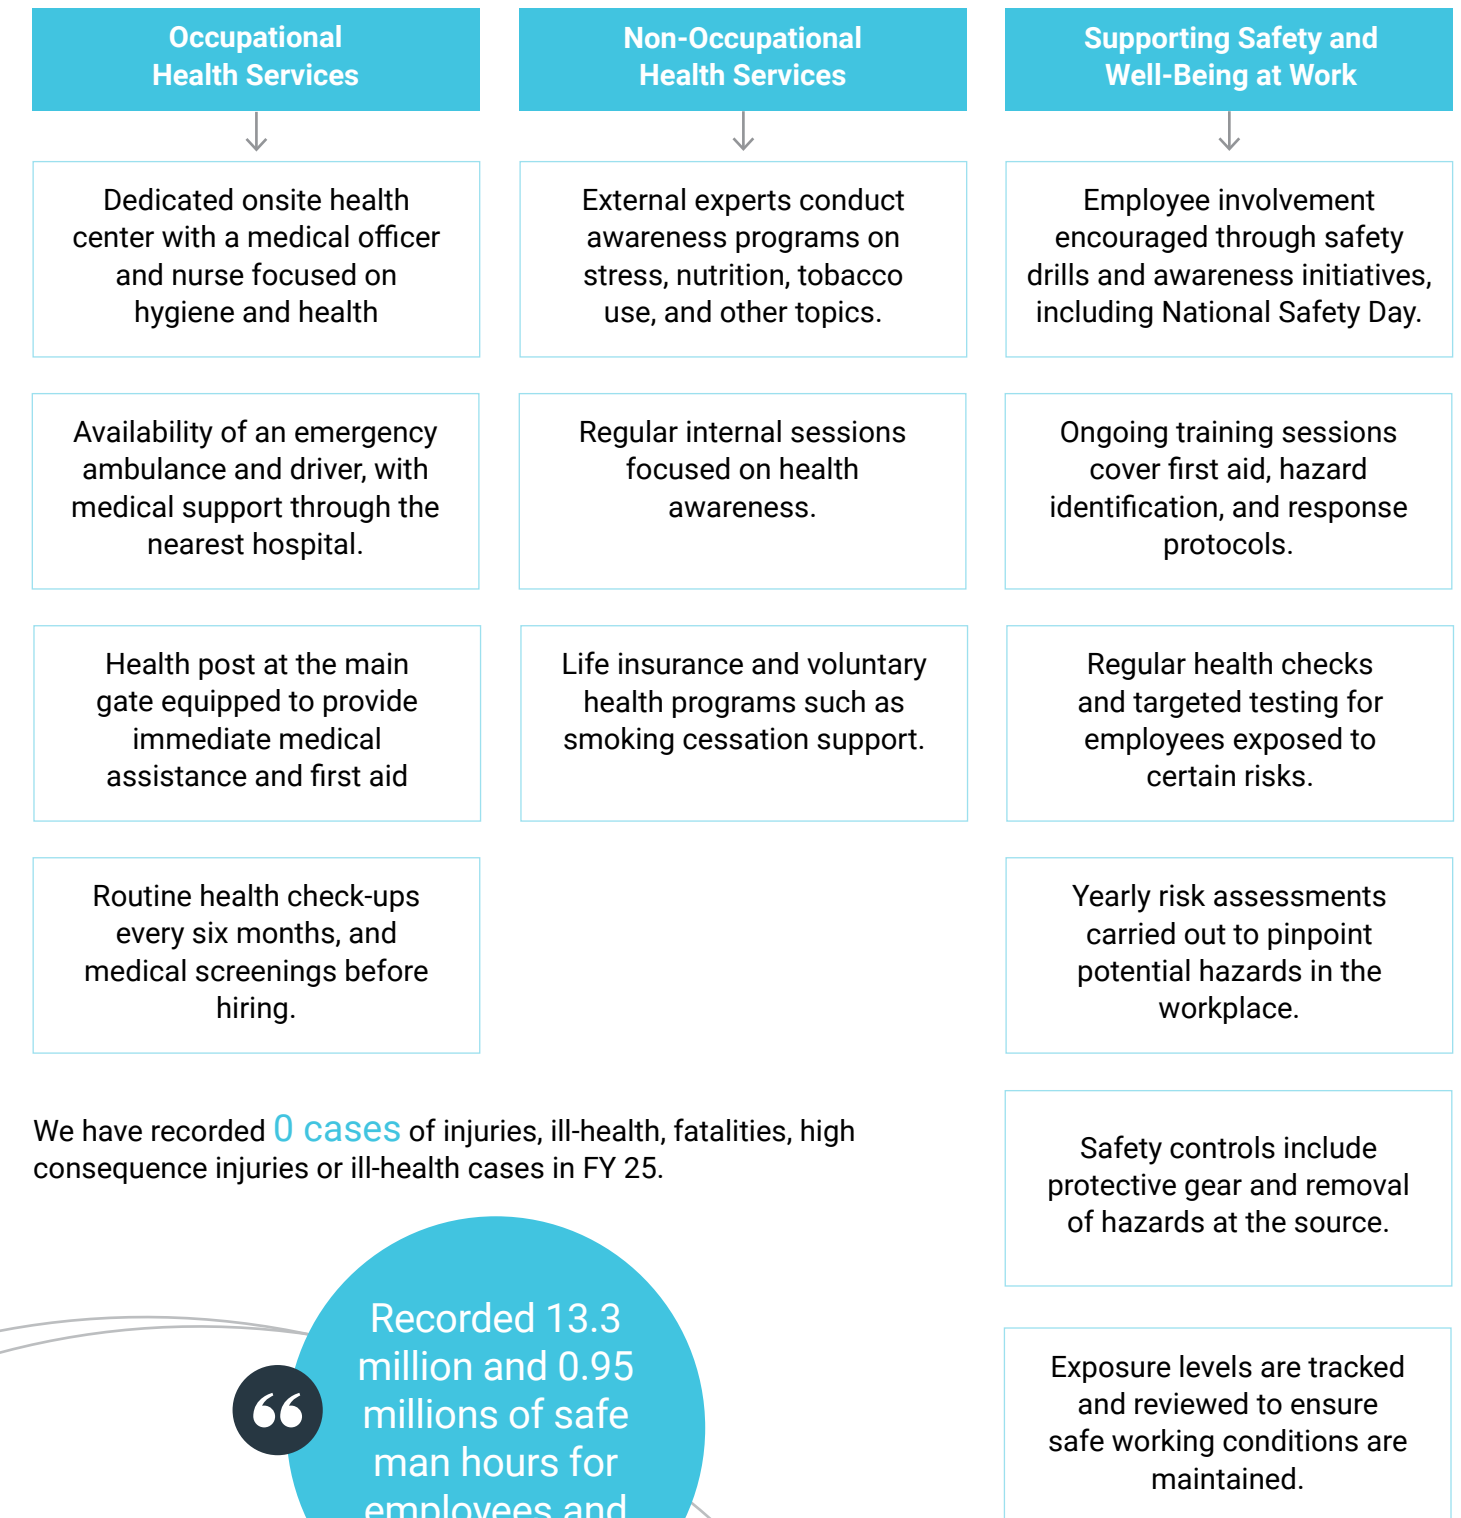 Occupational
Health Services
Dedicated onsite health
center with a medical officer
and nurse focused on
hygiene and health
Availability of an emergency
ambulance and driver, with
medical support through the
nearest hospital.
Health post at the main
gate equipped to provide
immediate medical
assistance and first aid
Routine health check-ups
every six months, and
medical screenings before
hiring.
Non-Occupational
Health Services
External experts conduct
awareness programs on
stress, nutrition, tobacco
use, and other topics.
Regular internal sessions
focused on health
awareness.
Life insurance and voluntary
health programs such as
smoking cessation support.
Supporting Safety and
Well-Being at Work
Employee involvement
encouraged through safety
drills and awareness initiatives,
including National Safety Day.
Ongoing training sessions
cover first aid, hazard
identification, and response
protocols.
Regular health checks
and targeted testing for
employees exposed to
certain risks.
Yearly risk assessments
carried out to pinpoint
potential hazards in the
workplace.
Safety controls include
protective gear and removal
of hazards at the source.
Exposure levels are tracked
and reviewed to ensure
safe working conditions are
maintained.
We have recorded 0 cases of injuries, ill-health, fatalities, high
consequence injuries or ill-health cases in FY 25.
“
Recorded 13.3
million and 0.95
millions of safe
man hours for
employees and